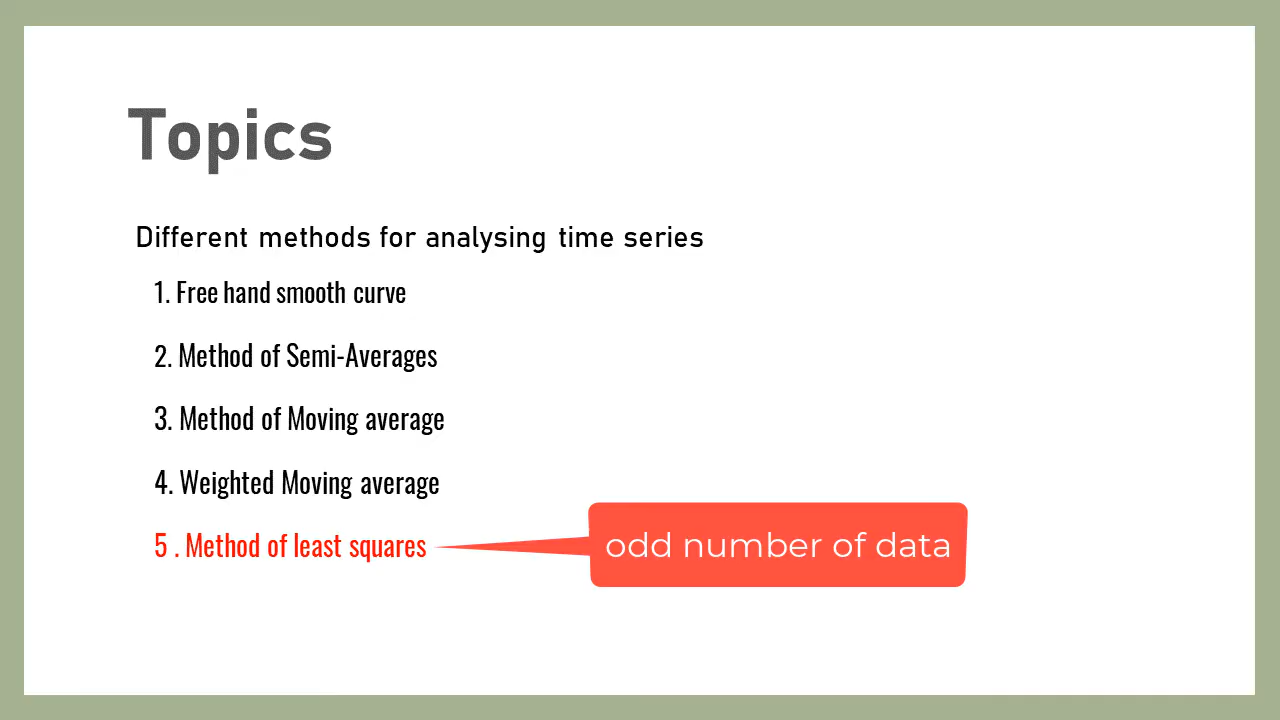 Topics
Different methods for analysing time series
1. Free hand smooth curve
2. Method of Semi-Averages
3. Method of Moving average
4. Weighted Moving average
5 . Method of least squares
odd number of data